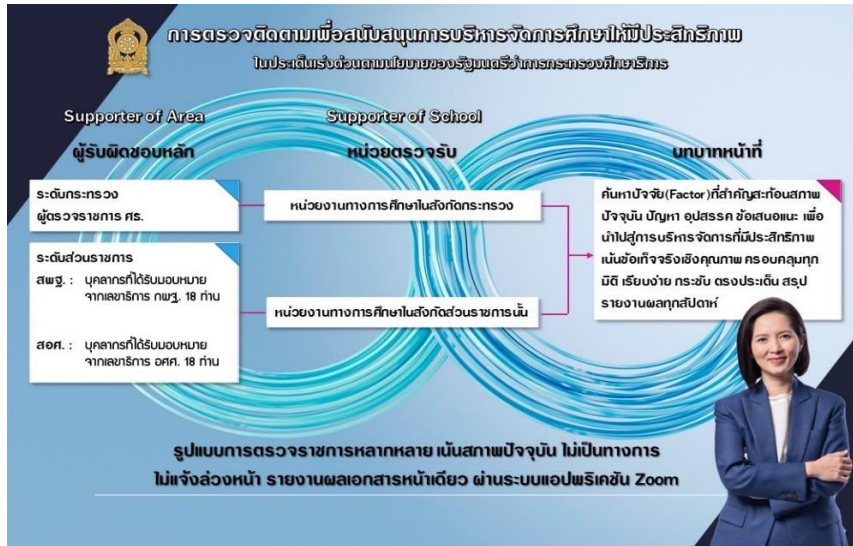 การตรวจติดตามเพื่อสนับสนุนการบริหารจัดการศึกษาให้มีประสิทธิภาพ
ในประเด็นเร่งด่วนตามนโยบายของรัฐมนตรีว่าการกระทรวงศึกษาธิการ
Supporter of Area
ผู้รับผิดชอบหลัก
ระดับกระทรวง
ผู้ตรวจราชการ ศธ.
ระดับส่วนราชการ
สพฐ. : บุคลากรที่ได้รับมอบหมาย
จากเลขาธิการ กพฐ. 18 ท่าน
สอศ. : บุคลากรที่ได้รับมอบหมาย
จากเลขาธิการ อศศ. 18 ท่าน
Supporter of School
หน่วยตรวจรับ
หน่วยงานทางการศึกษาในสังกัดกระทรวง
หน่วยงานทางการศึกษาในสังกัดส่วนราชการนั้น
บทบาทหน้าที่
ค้นหาปัจจัย(Factor)ที่สำคัญสะท้อนสภาพ
ปัจจุบัน ปัญหา อุปสรรค ข้อเสนอแนะ เพื่อ
นำไปสู่การบริหารจัดการที่มีประสิทธิภาพ
เน้นข้อเท็จจริงเชิงคุณภาพ ครอบคลุมทุก
มิติ เรียบง่าย กระชับ ตรงประเด็น สรุป
รายงานผลทุกสัปดาห์
รูปแบบการตรวจราชการหลากหลาย เน้นสภาพปัจจุบัน ไม่เป็นทางการ
ไม่แจ้งล่วงหน้า รายงานผลเอกสารหน้าเดียว ผ่านระบบแอปพริเคชัน Zoom